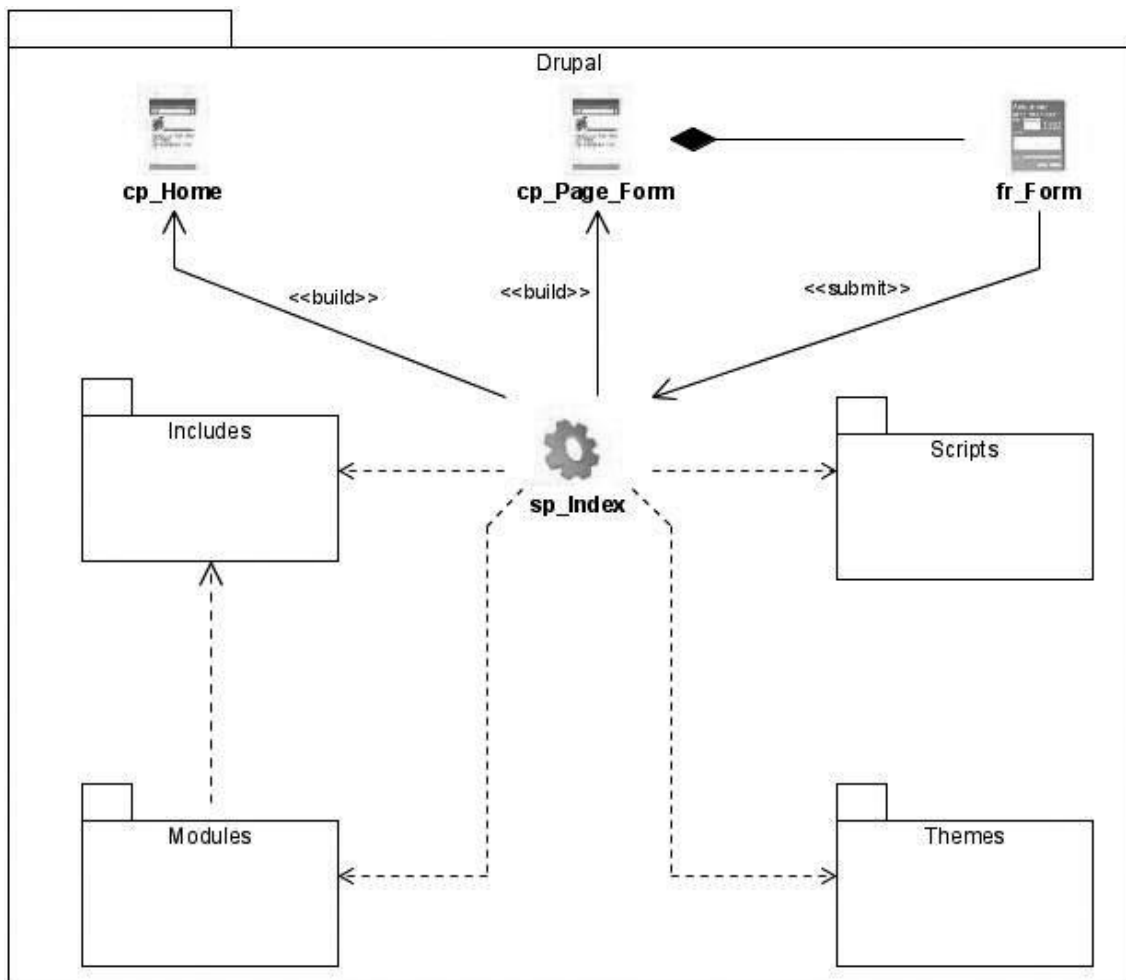 Drupal
cp_Home
cp_Page_Form
fr_Form
<<build>>
<<build>>
<<submit>>
Includes
Scripts
sp_Index
Modules
Themes